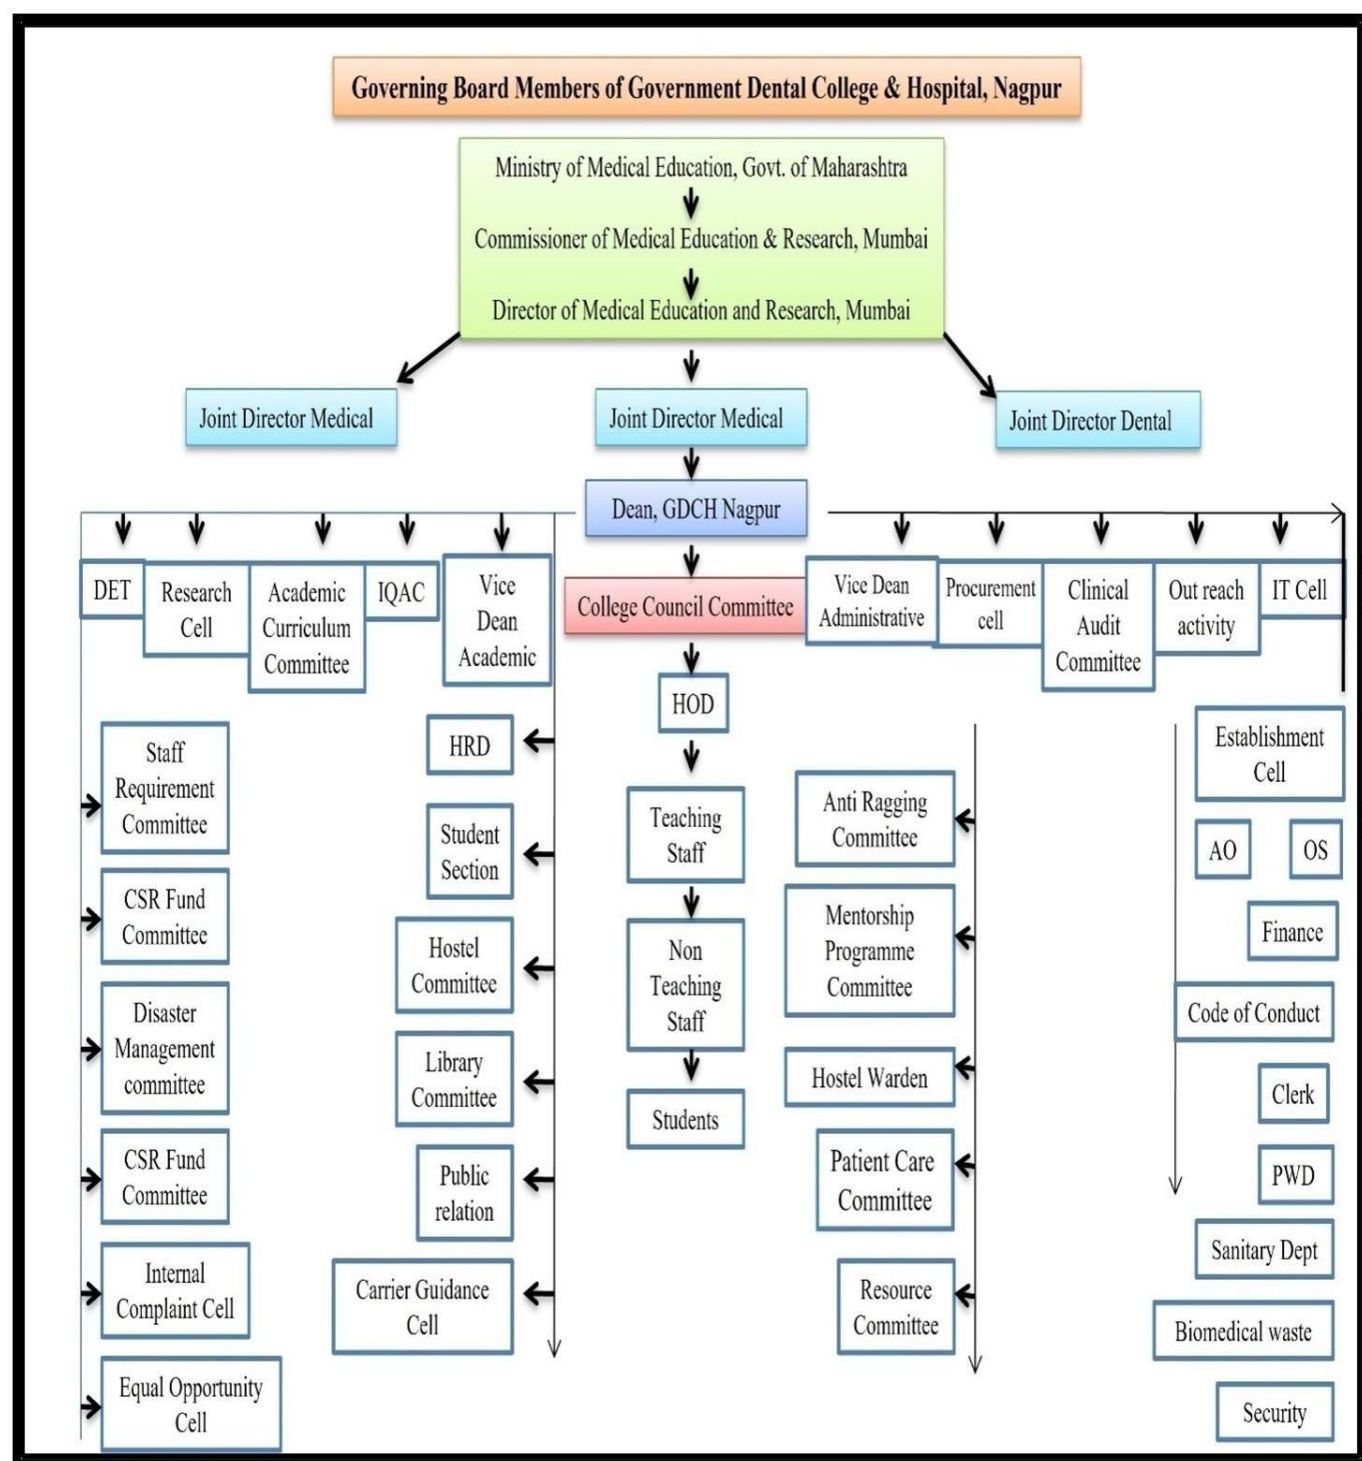 Governing Board Members of Government Dental College & Hospital, Nagpur
Ministry of Medical Education, Govt. of Maharashtra
Commissioner of Medical Education & Research, Mumbai
Director of Medical Education and Research, Mumbai
Joint Director Medical
Joint Director Medical
Joint Director Dental
Dean, GDCH Nagpur
DET
Research
Cell
Academic
Curriculum
Committee
IQAC
Vice
Dean
Academic
College Council Committee
Vice Dean
Administrative
Procurement
cell
Clinical
Audit
Committee
Out reach
activity
IT Cell
Staff
Requirement
Committee
CSR Fund
Committee
Disaster
Management
committee
CSR Fund
Committee
Internal
Complaint Cell
Equal Opportunity
Cell
HRD
Student
Section
Hostel
Committee
Library
Committee
Public
relation
Carrier Guidance
Cell
HOD
Teaching
Staff
Non
Teaching
Staff
Students
Anti Ragging
Committee
Mentorship
Programme
Committee
Hostel Warden
Patient Care
Committee
Resource
Committee
Establishment
Cell
AO
OS
Finance
Code of Conduct
Clerk
PWD
Sanitary Dept
Biomedical waste
Security